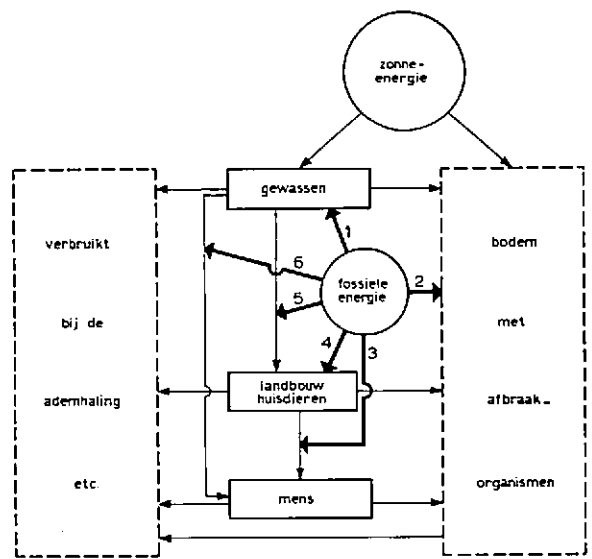 zonne-
energie
gewassen
verbruikt
bij de
ademhaling
etc.
bodem
met
afbraak-
organismen
fossiele
energie
1
2
3
4
5
6
landbouw
huisdieren
mens